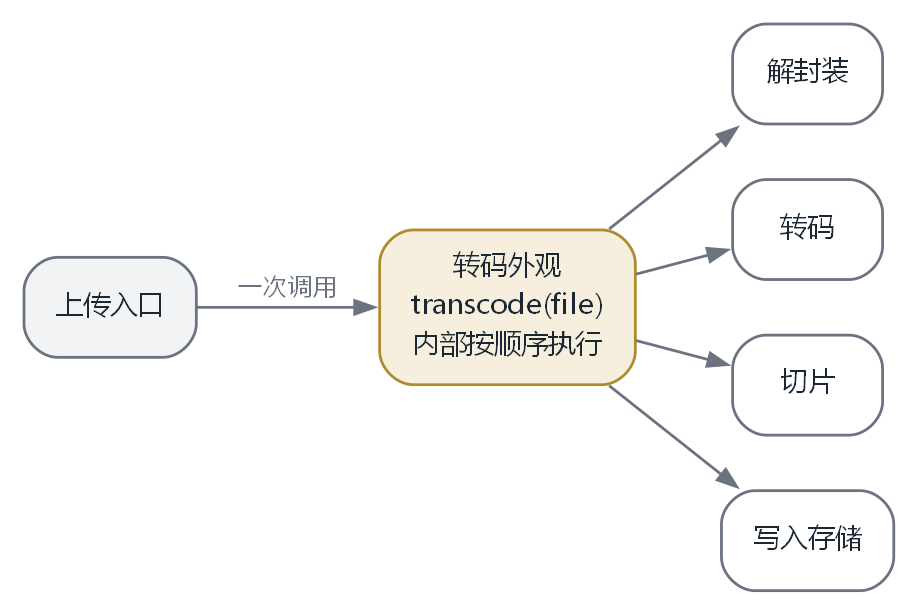 上传入口
一次调用
转码外观
transcode(file)
内部按顺序执行
解封装
转码
切片
写入存储